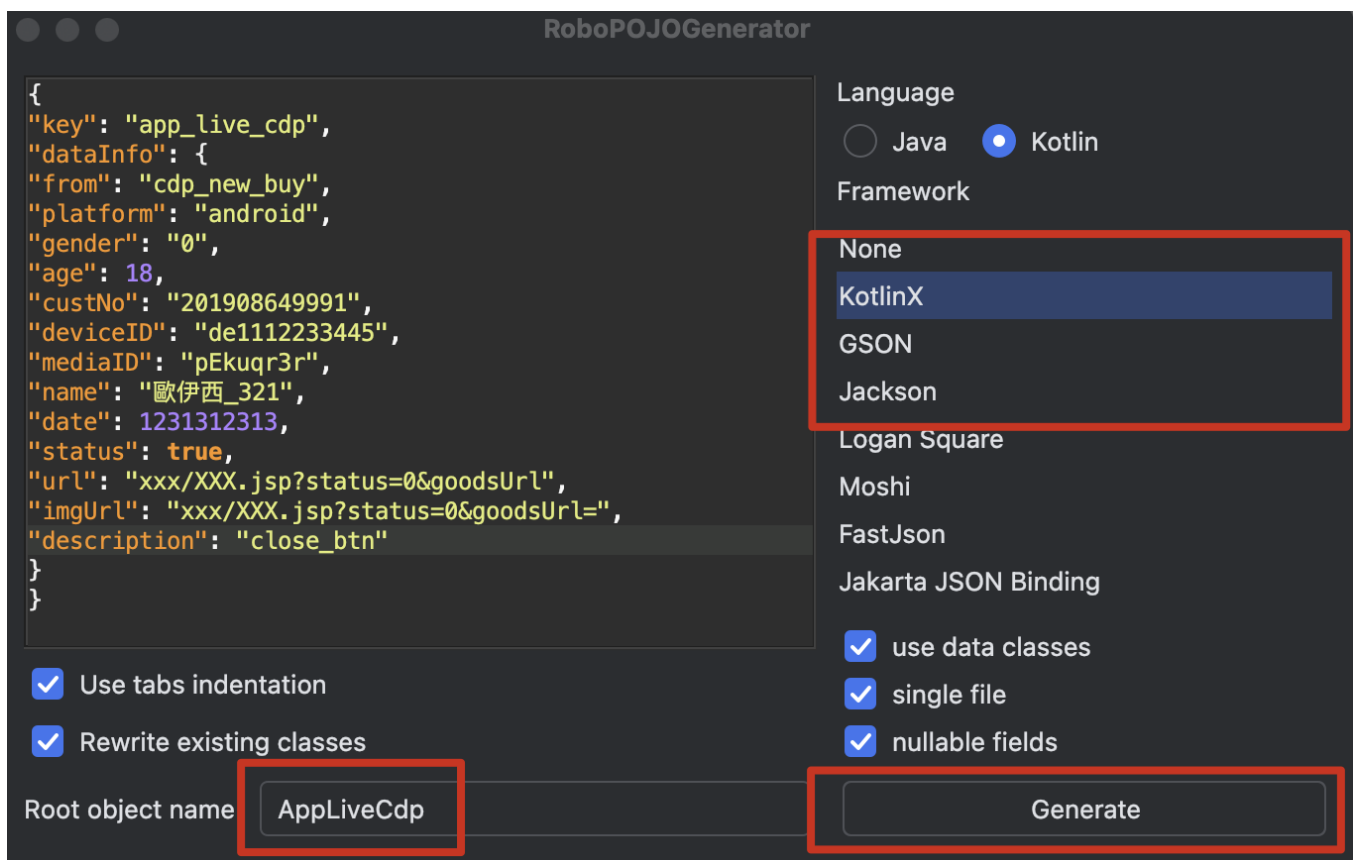 RoboPOJOGenerator
{
"key": "app_live_cdp",
"dataInfo": {
"from": "cdp_new_buy",
"platform": "android",
"gender": "0",
"age": 18,
"custNo": "201908649991",
"deviceID": "de1112233445",
"mediaID": "pEkuqr3r",
"name": "歐伊西_321",
"date": 1231312313,
"status": true,
"url": "xxx/XXX.jsp?status=0&goodsUrl",
"imgUrl": "xxx/XXX.jsp?status=0&goodsUrl=",
"description": "close_btn"
}
}
Use tabs indentation
Rewrite existing classes
Root object name
AppLiveCdp
Language
Java
Kotlin
Framework
None
KotlinX
GSON
Jackson
Logan Square
Moshi
FastJson
Jakarta JSON Binding
use data classes
single file
nullable fields
Generate